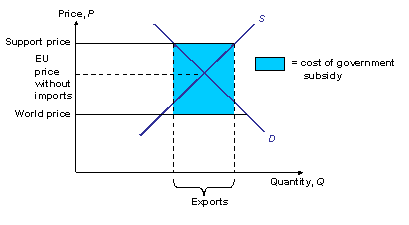 Price, P
S
Support price
EU
price
without
imports
= cost of government
subsidy
World price
D
Quantity, Q
Exports